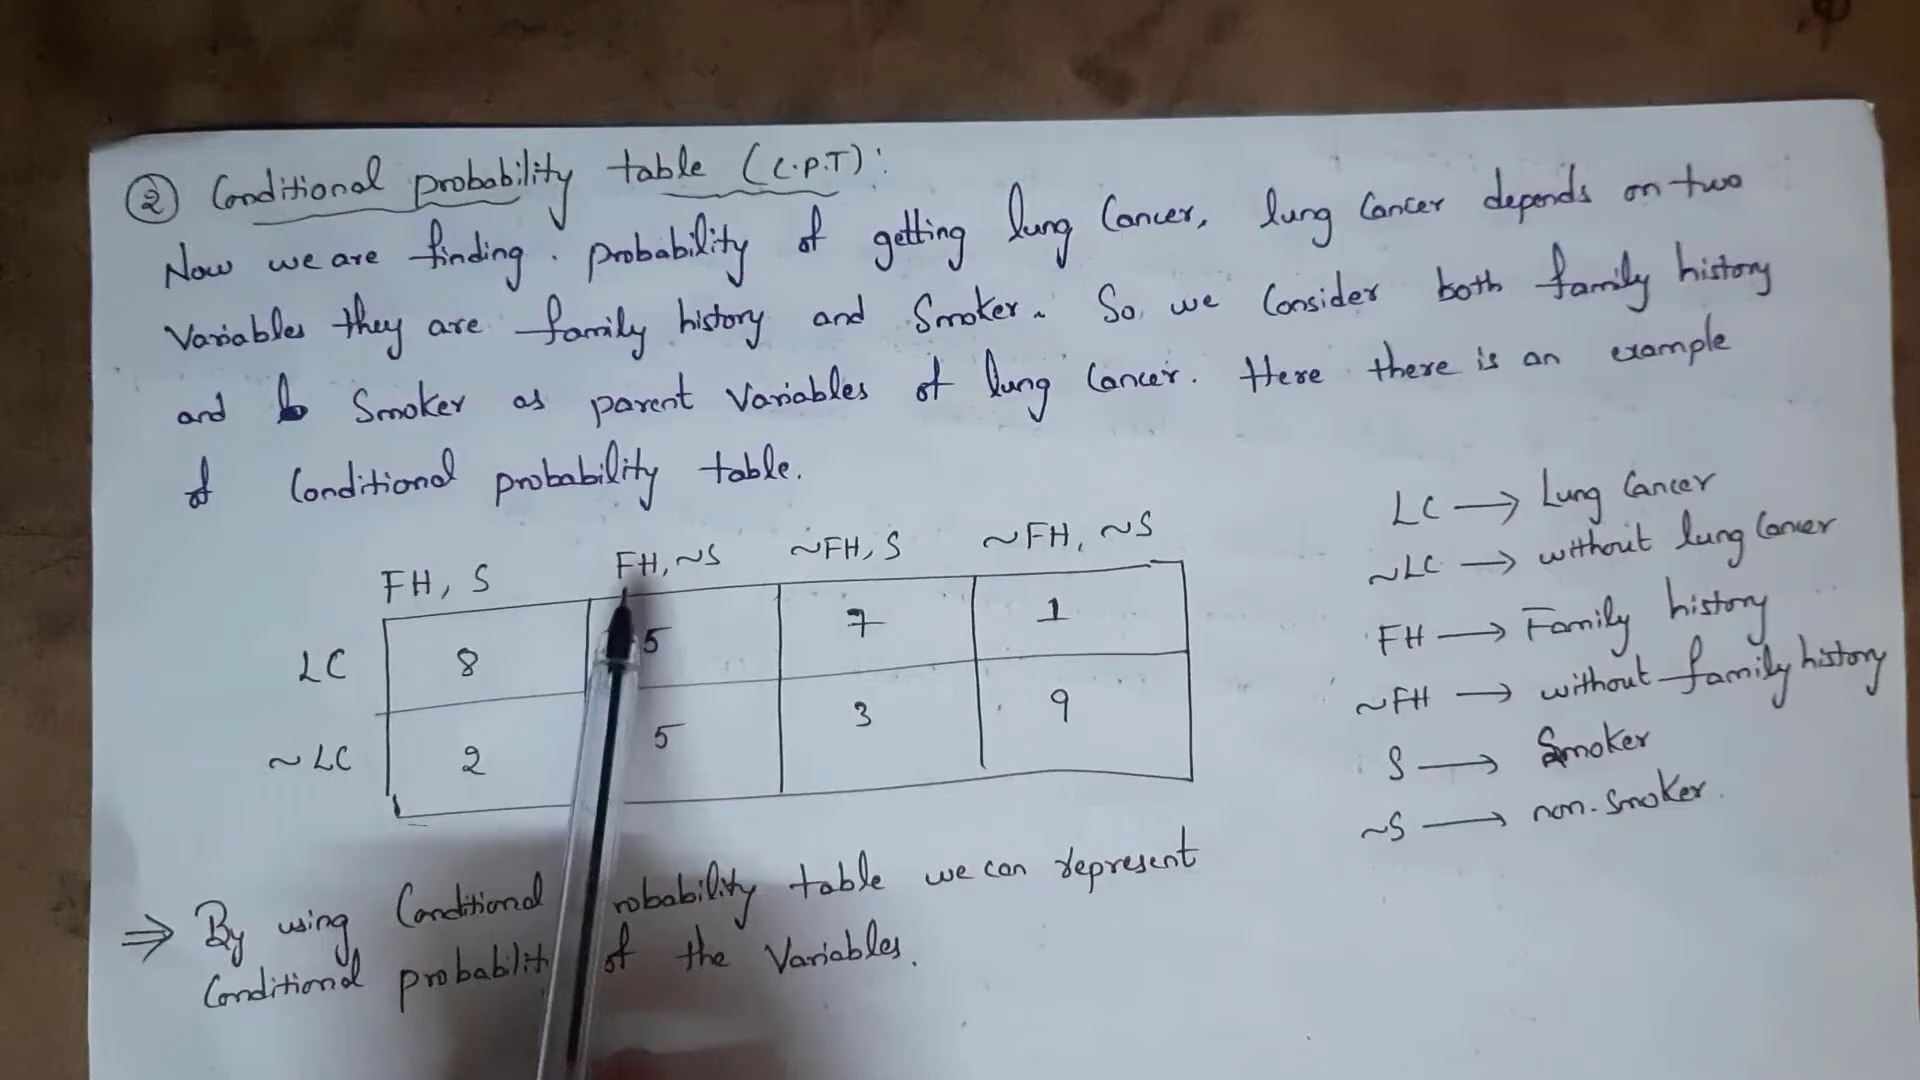 ② Conditional probability table (C.P.T):
Now we are finding. probability of getting lung Cancer, lung Cancer depends on two
Variables they are family history and Smoker. So, we Consider both family history
and Smoker as parent Variables of lung Cancer. Here there is an example
of Conditional probability table.
FH, S FH, ~S ~FH, S ~FH, ~S
LC 8 5 7 1
~LC 2 5 3 9
LC → Lung Cancer
~LC → without lung Cancer
FH → Family history
~FH → without family history
S → Smoker
~S → non-smoker.
⇒ By using Conditional robability table we can represent
Conditional probabilit of the Variables.